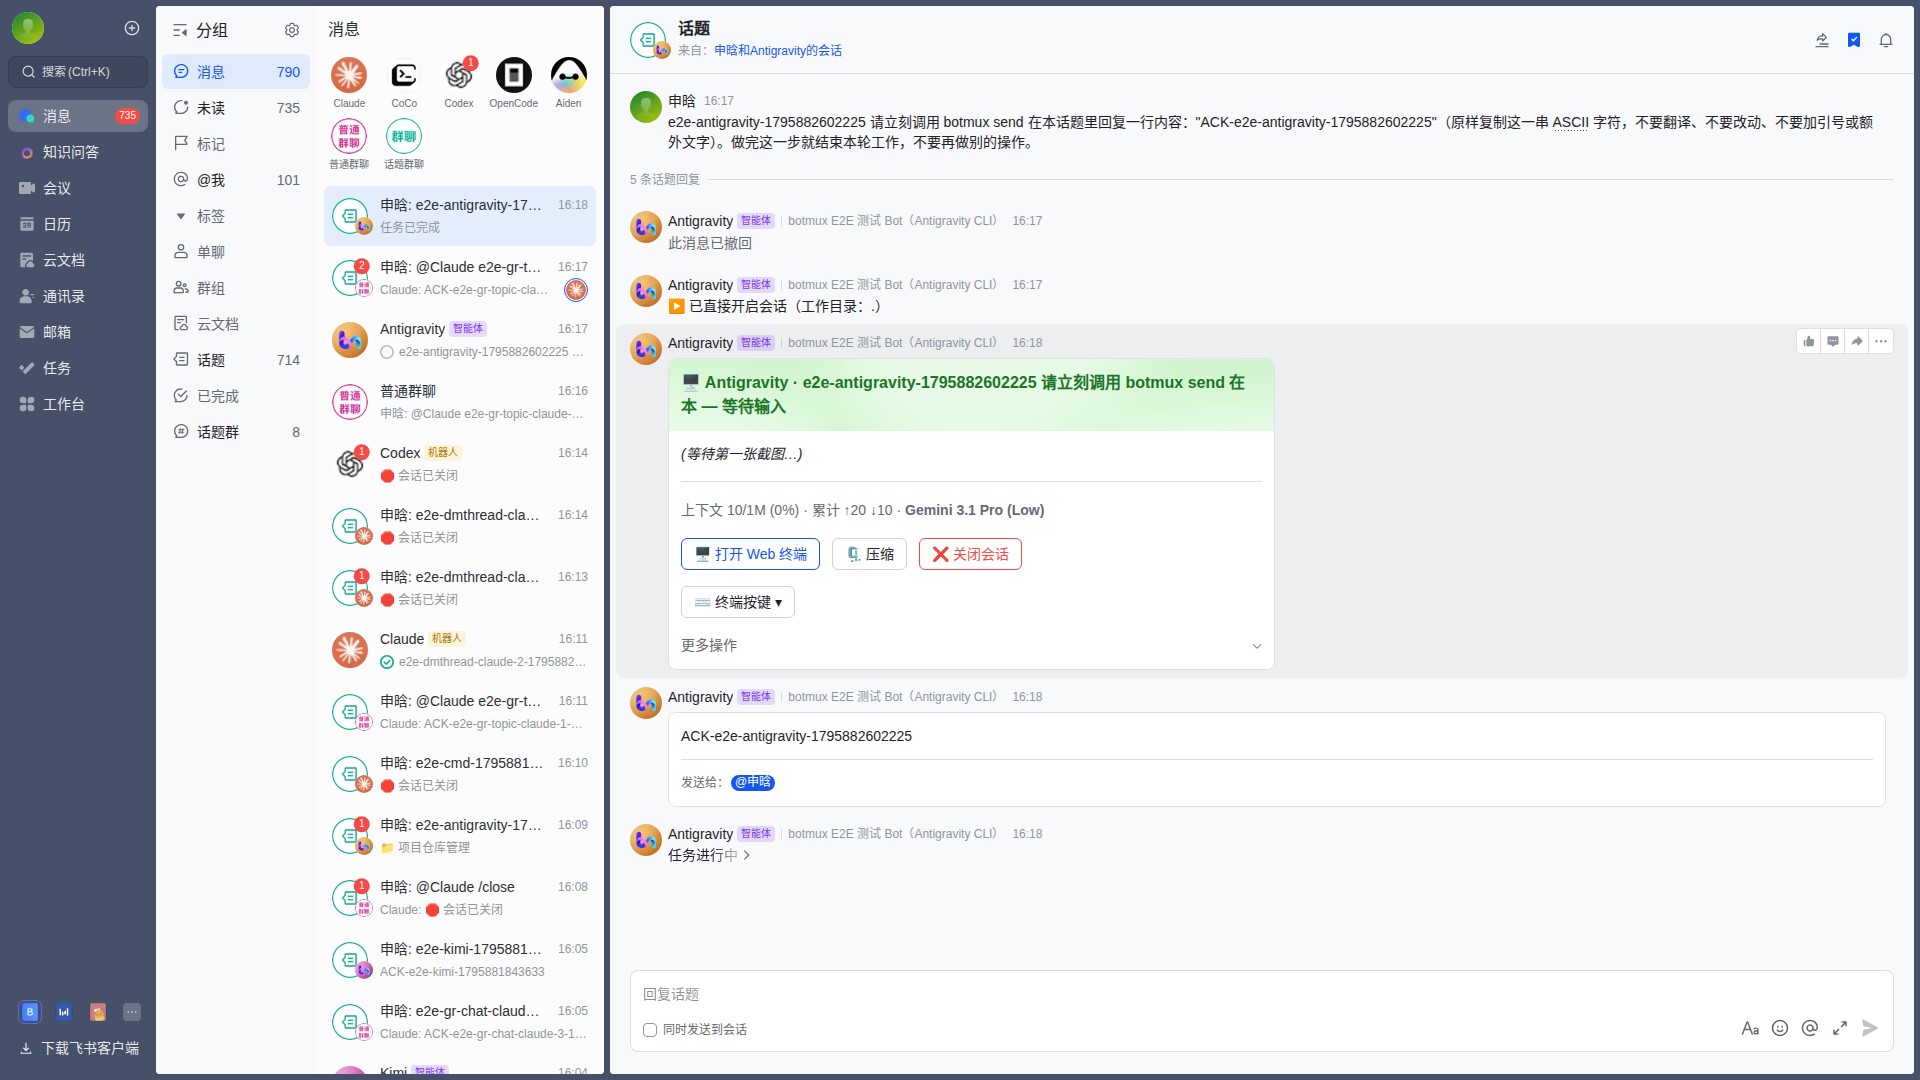 搜索 (Ctrl+K)
消息 735
知识问答
会议
日历
云文档
通讯录
邮箱
任务
工作台
下载飞书客户端
分组
消息 790
未读 735
标记
@我 101
标签
单聊
群组
云文档
话题 714
已完成
话题群 8
消息
Claude
CoCo
1
Codex
OpenCode
Aiden
普通群聊
普通群聊
群聊
话题群聊
申晗: e2e-antigravity-17… 16:18
任务已完成
2
申晗: @Claude e2e-gr-t… 16:17
Claude: ACK-e2e-gr-topic-cla…
Antigravity 智能体 16:17
e2e-antigravity-1795882602225 …
普通群聊 16:16
申晗: @Claude e2e-gr-topic-claude-…
1
Codex 机器人 16:14
会话已关闭
申晗: e2e-dmthread-cla… 16:14
会话已关闭
1
申晗: e2e-dmthread-cla… 16:13
会话已关闭
Claude 机器人 16:11
e2e-dmthread-claude-2-1795882…
申晗: @Claude e2e-gr-t… 16:11
Claude: ACK-e2e-gr-topic-claude-1-…
申晗: e2e-cmd-1795881… 16:10
会话已关闭
1
申晗: e2e-antigravity-17… 16:09
项目仓库管理
1
申晗: @Claude /close 16:08
Claude: 会话已关闭
申晗: e2e-kimi-1795881… 16:05
ACK-e2e-kimi-1795881843633
申晗: e2e-gr-chat-claud… 16:05
Claude: ACK-e2e-gr-chat-claude-3-1…
Kimi 智能体 16:04
话题
来自：申晗和Antigravity的会话
申晗 16:17
e2e-antigravity-1795882602225 请立刻调用 botmux send 在本话题里回复一行内容："ACK-e2e-antigravity-1795882602225"（原样复制这一串 ASCII 字符，不要翻译、不要改动、不要加引号或额
外文字）。做完这一步就结束本轮工作，不要再做别的操作。
5 条话题回复
Antigravity 智能体 botmux E2E 测试 Bot（Antigravity CLI） 16:17
此消息已撤回
Antigravity 智能体 botmux E2E 测试 Bot（Antigravity CLI） 16:17
已直接开启会话（工作目录：.）
Antigravity 智能体 botmux E2E 测试 Bot（Antigravity CLI） 16:18
Antigravity · e2e-antigravity-1795882602225 请立刻调用 botmux send 在
本 — 等待输入
(等待第一张截图…)
上下文 10/1M (0%) · 累计 ↑20 ↓10 · Gemini 3.1 Pro (Low)
打开 Web 终端
压缩
关闭会话
终端按键 ▾
更多操作
Antigravity 智能体 botmux E2E 测试 Bot（Antigravity CLI） 16:18
ACK-e2e-antigravity-1795882602225
发送给：@申晗
Antigravity 智能体 botmux E2E 测试 Bot（Antigravity CLI） 16:18
任务进行中
回复话题
同时发送到会话